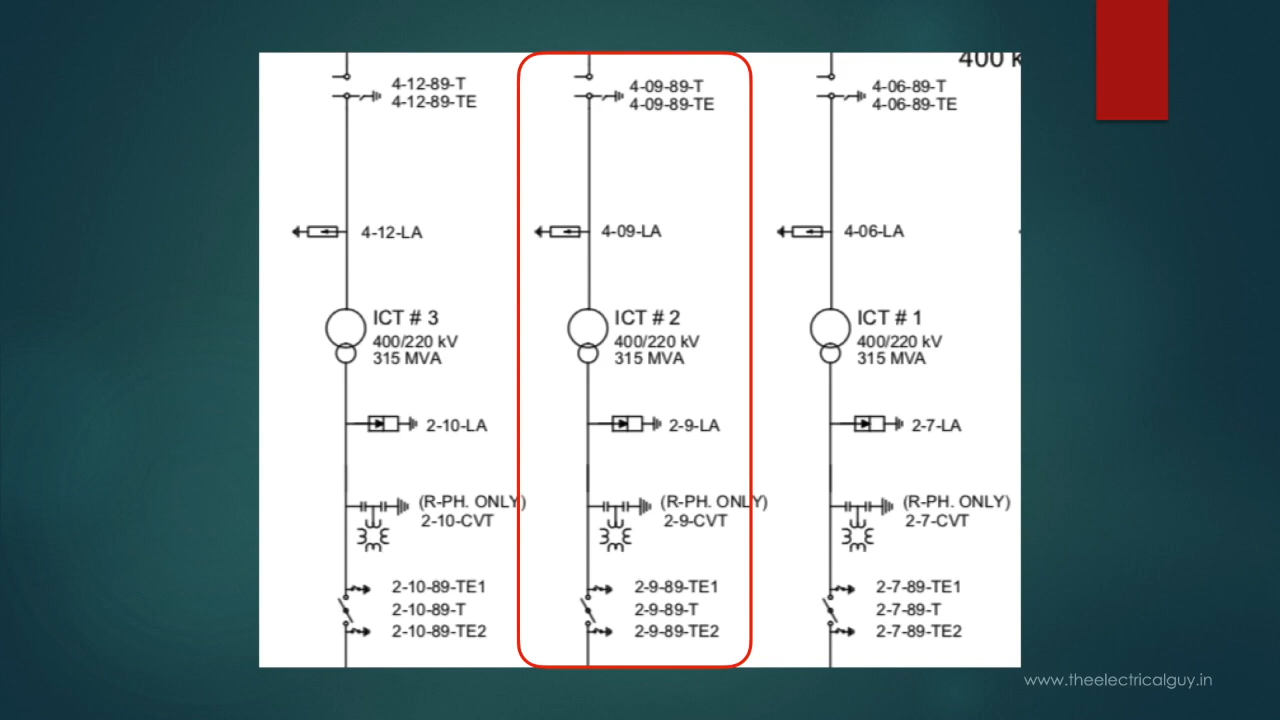 400 K
4-12-89-T
4-12-89-TE
4-09-89-T
4-09-89-TE
4-06-89-T
4-06-89-TE
4-12-LA
4-09-LA
4-06-LA
ICT # 3
400/220 kV
315 MVA
ICT # 2
400/220 kV
315 MVA
ICT # 1
400/220 kV
315 MVA
2-10-LA
2-9-LA
2-7-LA
(R-PH. ONLY)
2-10-CVT
(R-PH. ONLY)
2-9-CVT
(R-PH. ONLY)
2-7-CVT
2-10-89-TE1
2-10-89-T
2-10-89-TE2
2-9-89-TE1
2-9-89-T
2-9-89-TE2
2-7-89-TE1
2-7-89-T
2-7-89-TE2
www.theelectricalguy.in